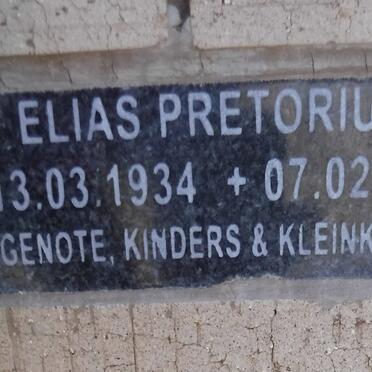 ELIAS PRETORIU
13.03.1934 + 07.02
GENOTE, KINDERS & KLEINK